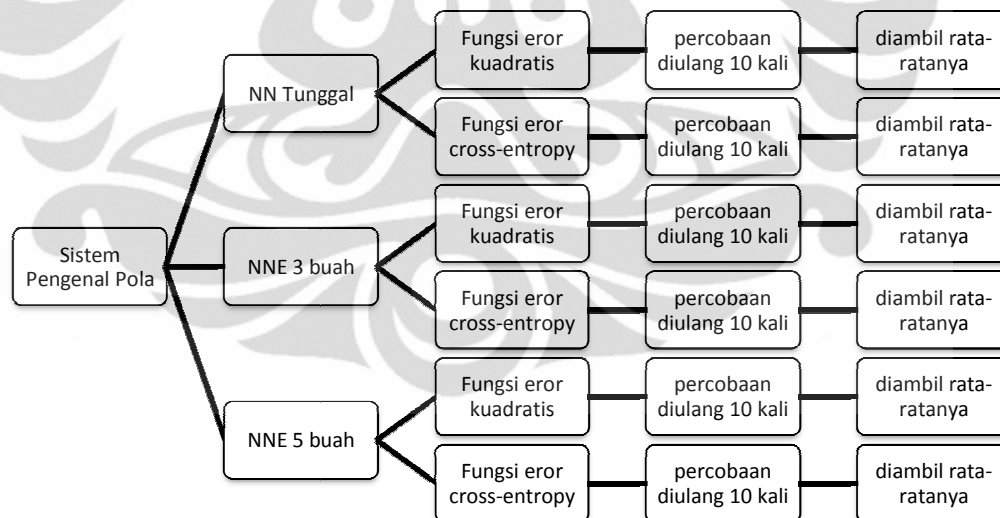 Sistem
Pengenal Pola
NN Tunggal
Fungsi eror
kuadratis
percobaan
diulang 10 kali
diambil rata-
ratanya
Fungsi eror
cross-entropy
percobaan
diulang 10 kali
diambil rata-
ratanya
NNE 3 buah
Fungsi eror
kuadratis
percobaan
diulang 10 kali
diambil rata-
ratanya
Fungsi eror
cross-entropy
percobaan
diulang 10 kali
diambil rata-
ratanya
NNE 5 buah
Fungsi eror
kuadratis
percobaan
diulang 10 kali
diambil rata-
ratanya
Fungsi eror
cross-entropy
percobaan
diulang 10 kali
diambil rata-
ratanya